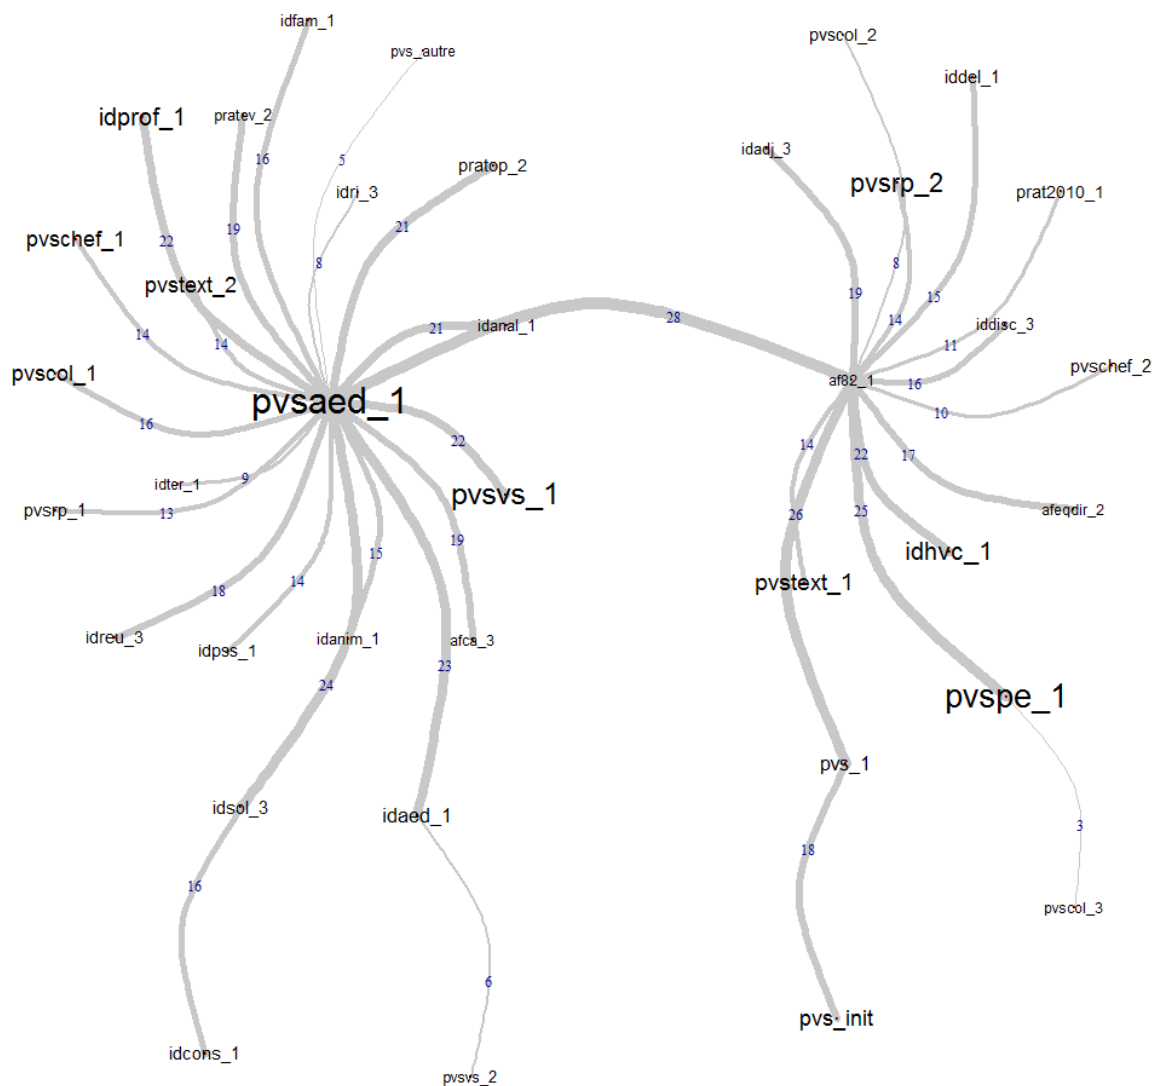 idfam_1
pvscol_2
pvs_autre
iddel_1
idprof_1
pratev_2
idadj_3
16
5
pratop_2
pvsrp_2
idri_3
prat2010_1
21
19
22
pvschef_1
8
8
pvstext_2
19
15
14
28
14
idanal_1
21
iddisc_3
14
11
pvschef_2
pvscol_1
af82_1
16
pvsaed_1
10
16
22
14
22
17
9
idter_1
pvsvs_1
pvsrp_1
13
26
25
afeqdir_2
19
15
idhvc_1
14
pvstext_1
18
idreu_3
idpss_1
idanim_1
afca_3
23
24
pvspe_1
18
pvs_1
idsol_3
idaed_1
3
16
pvscol_3
6
pvs_init
idcons_1
pvsvs_2